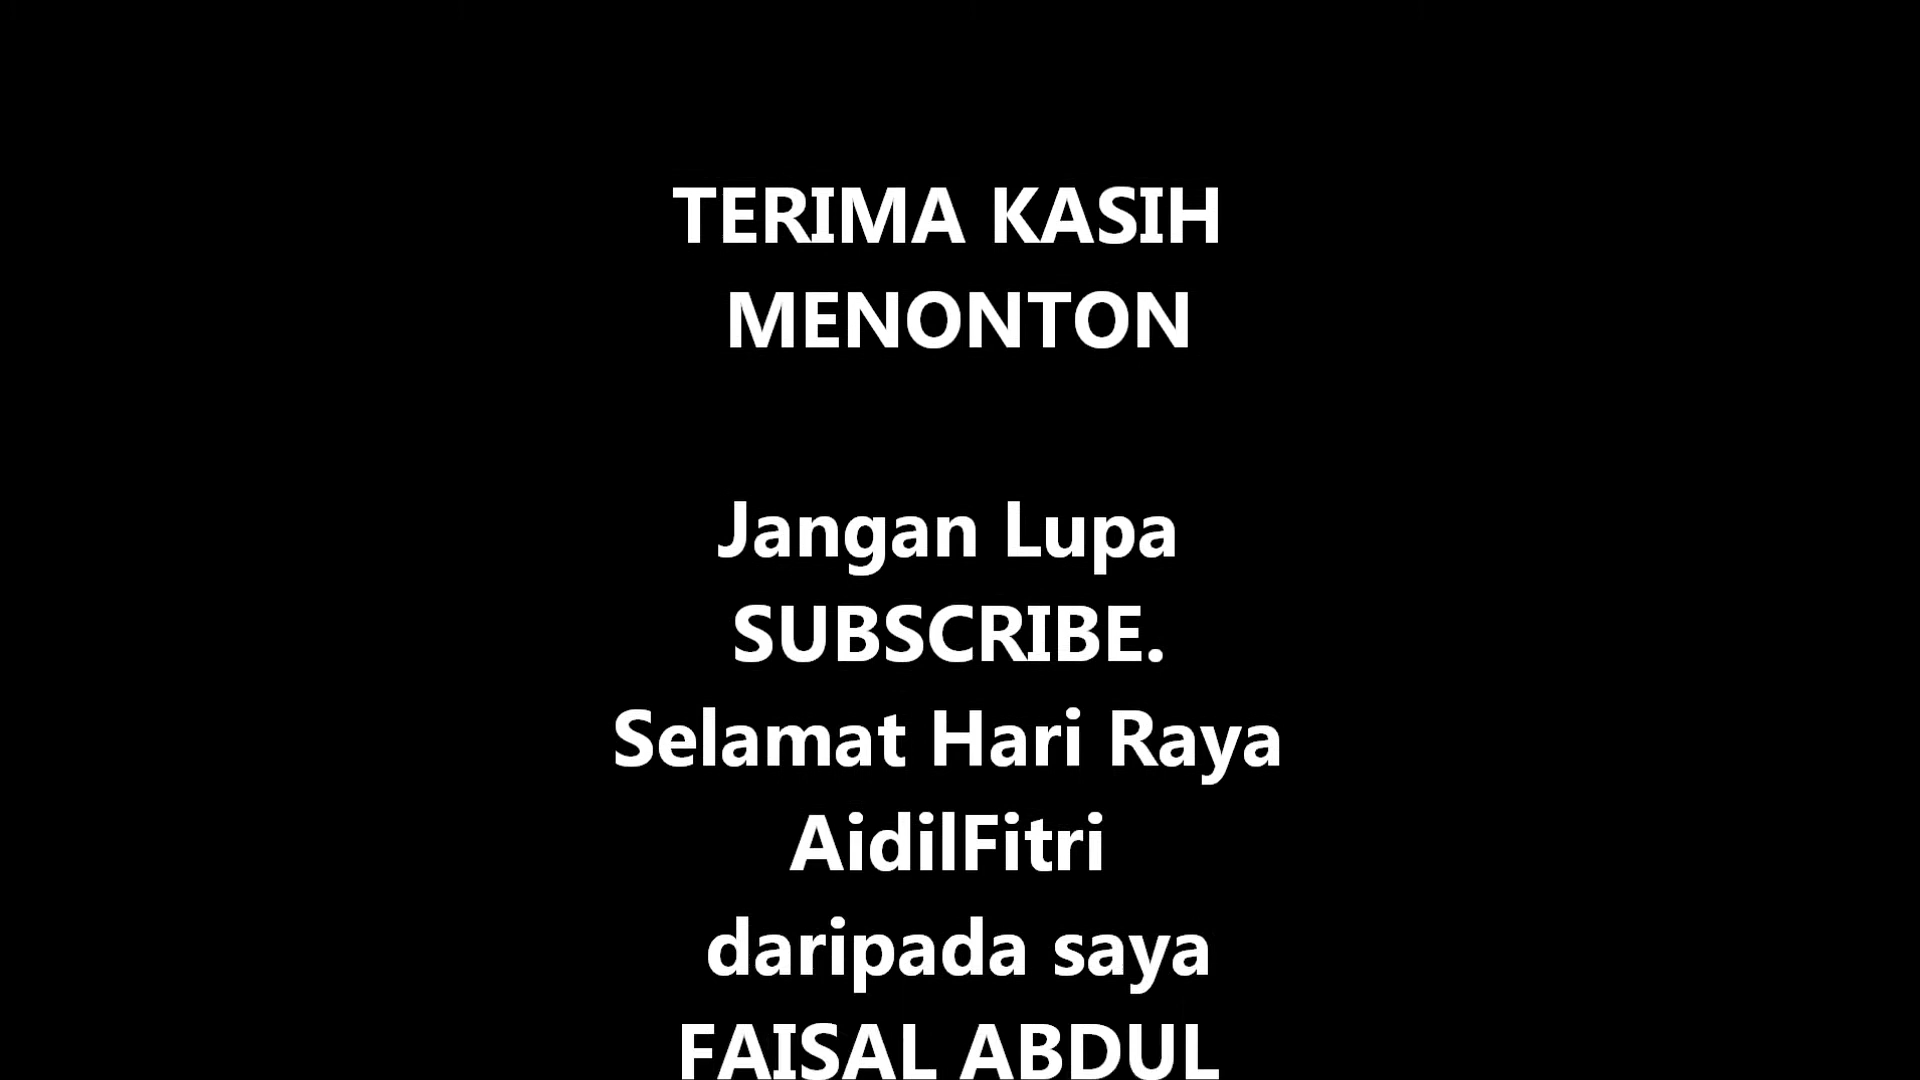 TERIMA KASIH
MENONTON
Jangan Lupa
SUBSCRIBE.
Selamat Hari Raya
AidilFitri
daripada saya
FAISAL ABDUL